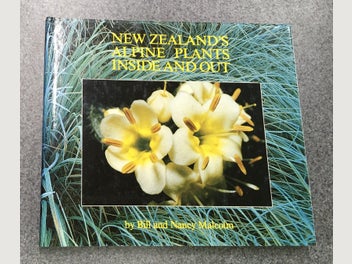 NEW ZEALAND'S
ALPINE PLANTS
INSIDE AND OUT
by Bill and Nancy Malcolm